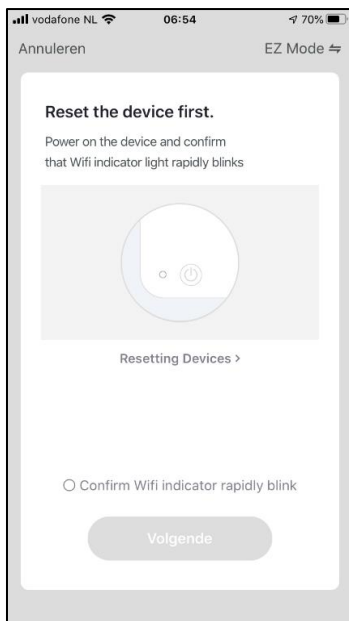 vodafone NL 06:54 70%
Annuleren EZ Mode ⇋
Reset the device first.
Power on the device and confirm
that Wifi indicator light rapidly blinks
Resetting Devices >
Confirm Wifi indicator rapidly blink
Volgende